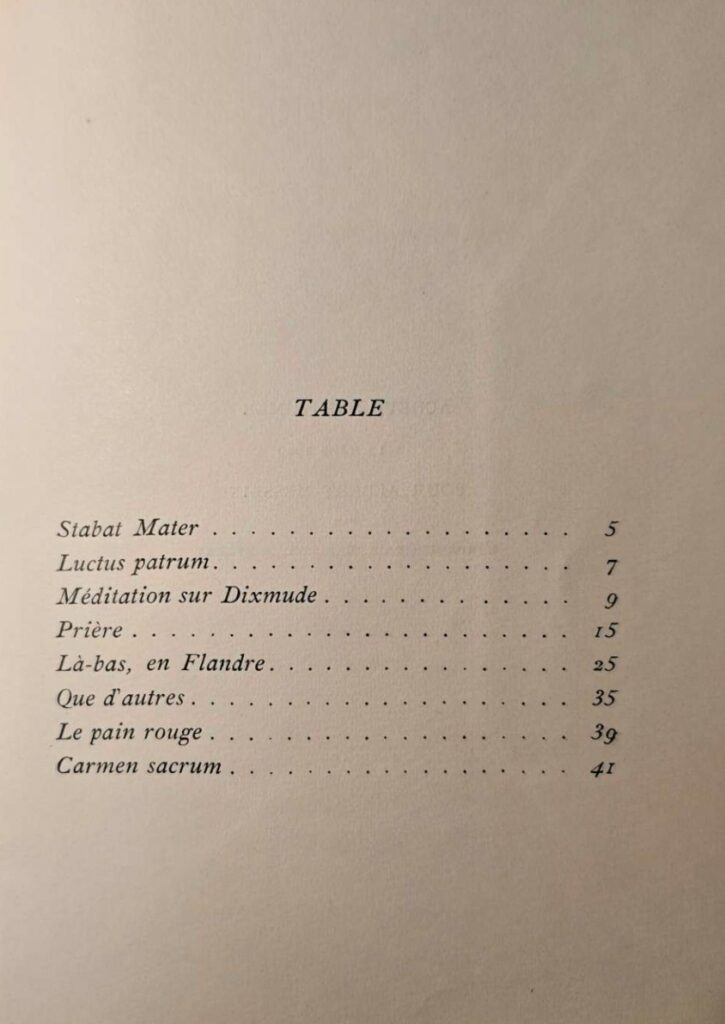 TABLE
Stabat Mater . . . . . . . . . . . . . . . . . . . 5
Luctus patrum. . . . . . . . . . . . . . . . . . . 7
Méditation sur Dixmude . . . . . . . . . . . . . 9
Prière . . . . . . . . . . . . . . . . . . . . . . . 15
Là-bas, en Flandre. . . . . . . . . . . . . . . . 25
Que d'autres . . . . . . . . . . . . . . . . . . . . 35
Le pain rouge . . . . . . . . . . . . . . . . . . . 39
Carmen sacrum . . . . . . . . . . . . . . . . . . 41